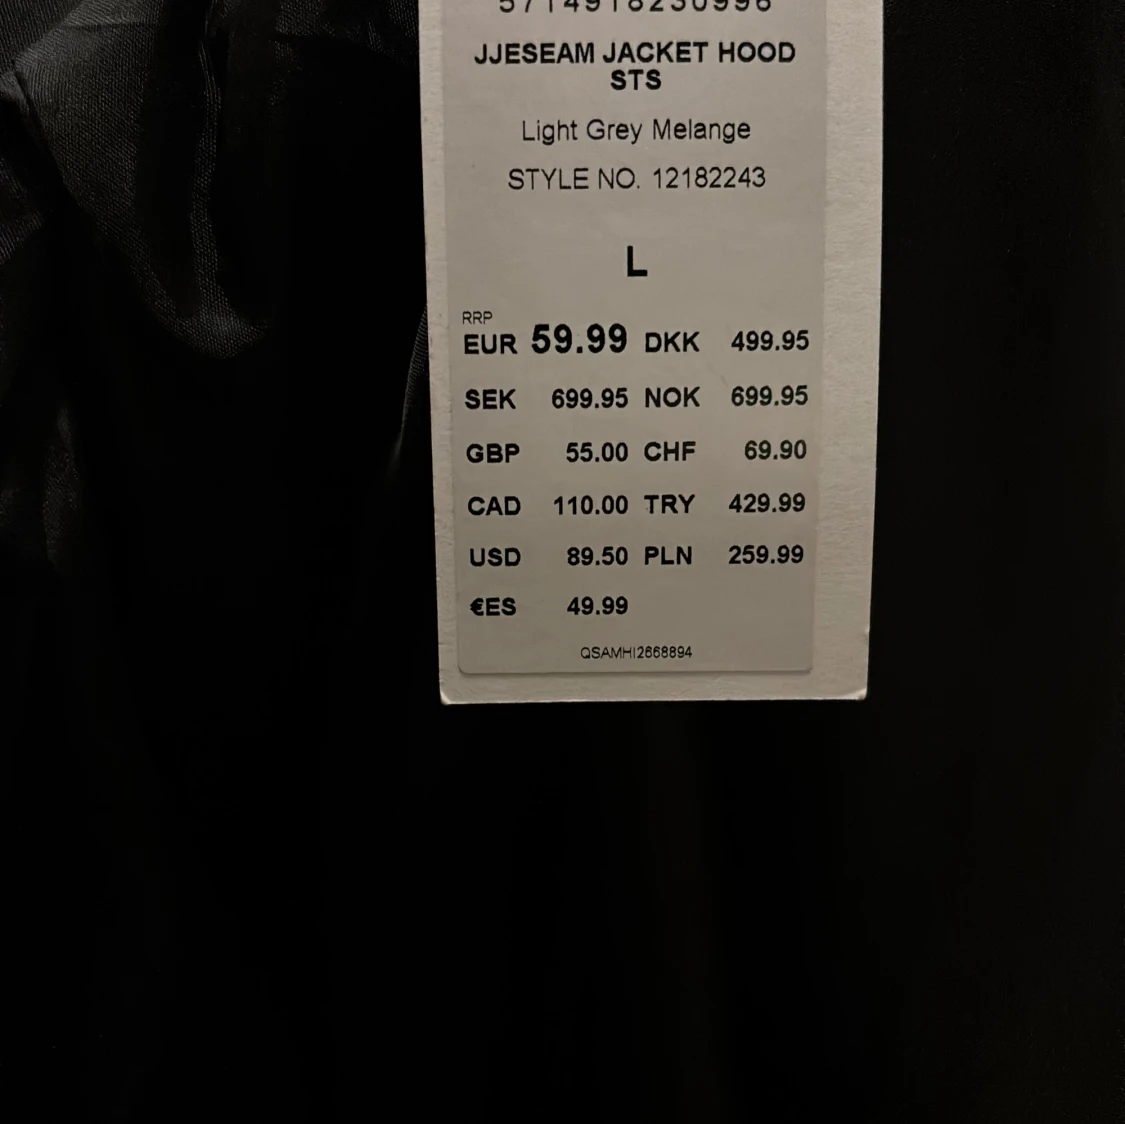 5714918230996
JJESEAM JACKET HOOD
STS
Light Grey Melange
STYLE NO. 12182243
L
RRP
EUR 59.99 DKK 499.95
SEK 699.95 NOK 699.95
GBP 55.00 CHF 69.90
CAD 110.00 TRY 429.99
USD 89.50 PLN 259.99
€ES 49.99
QSAMHI2668894